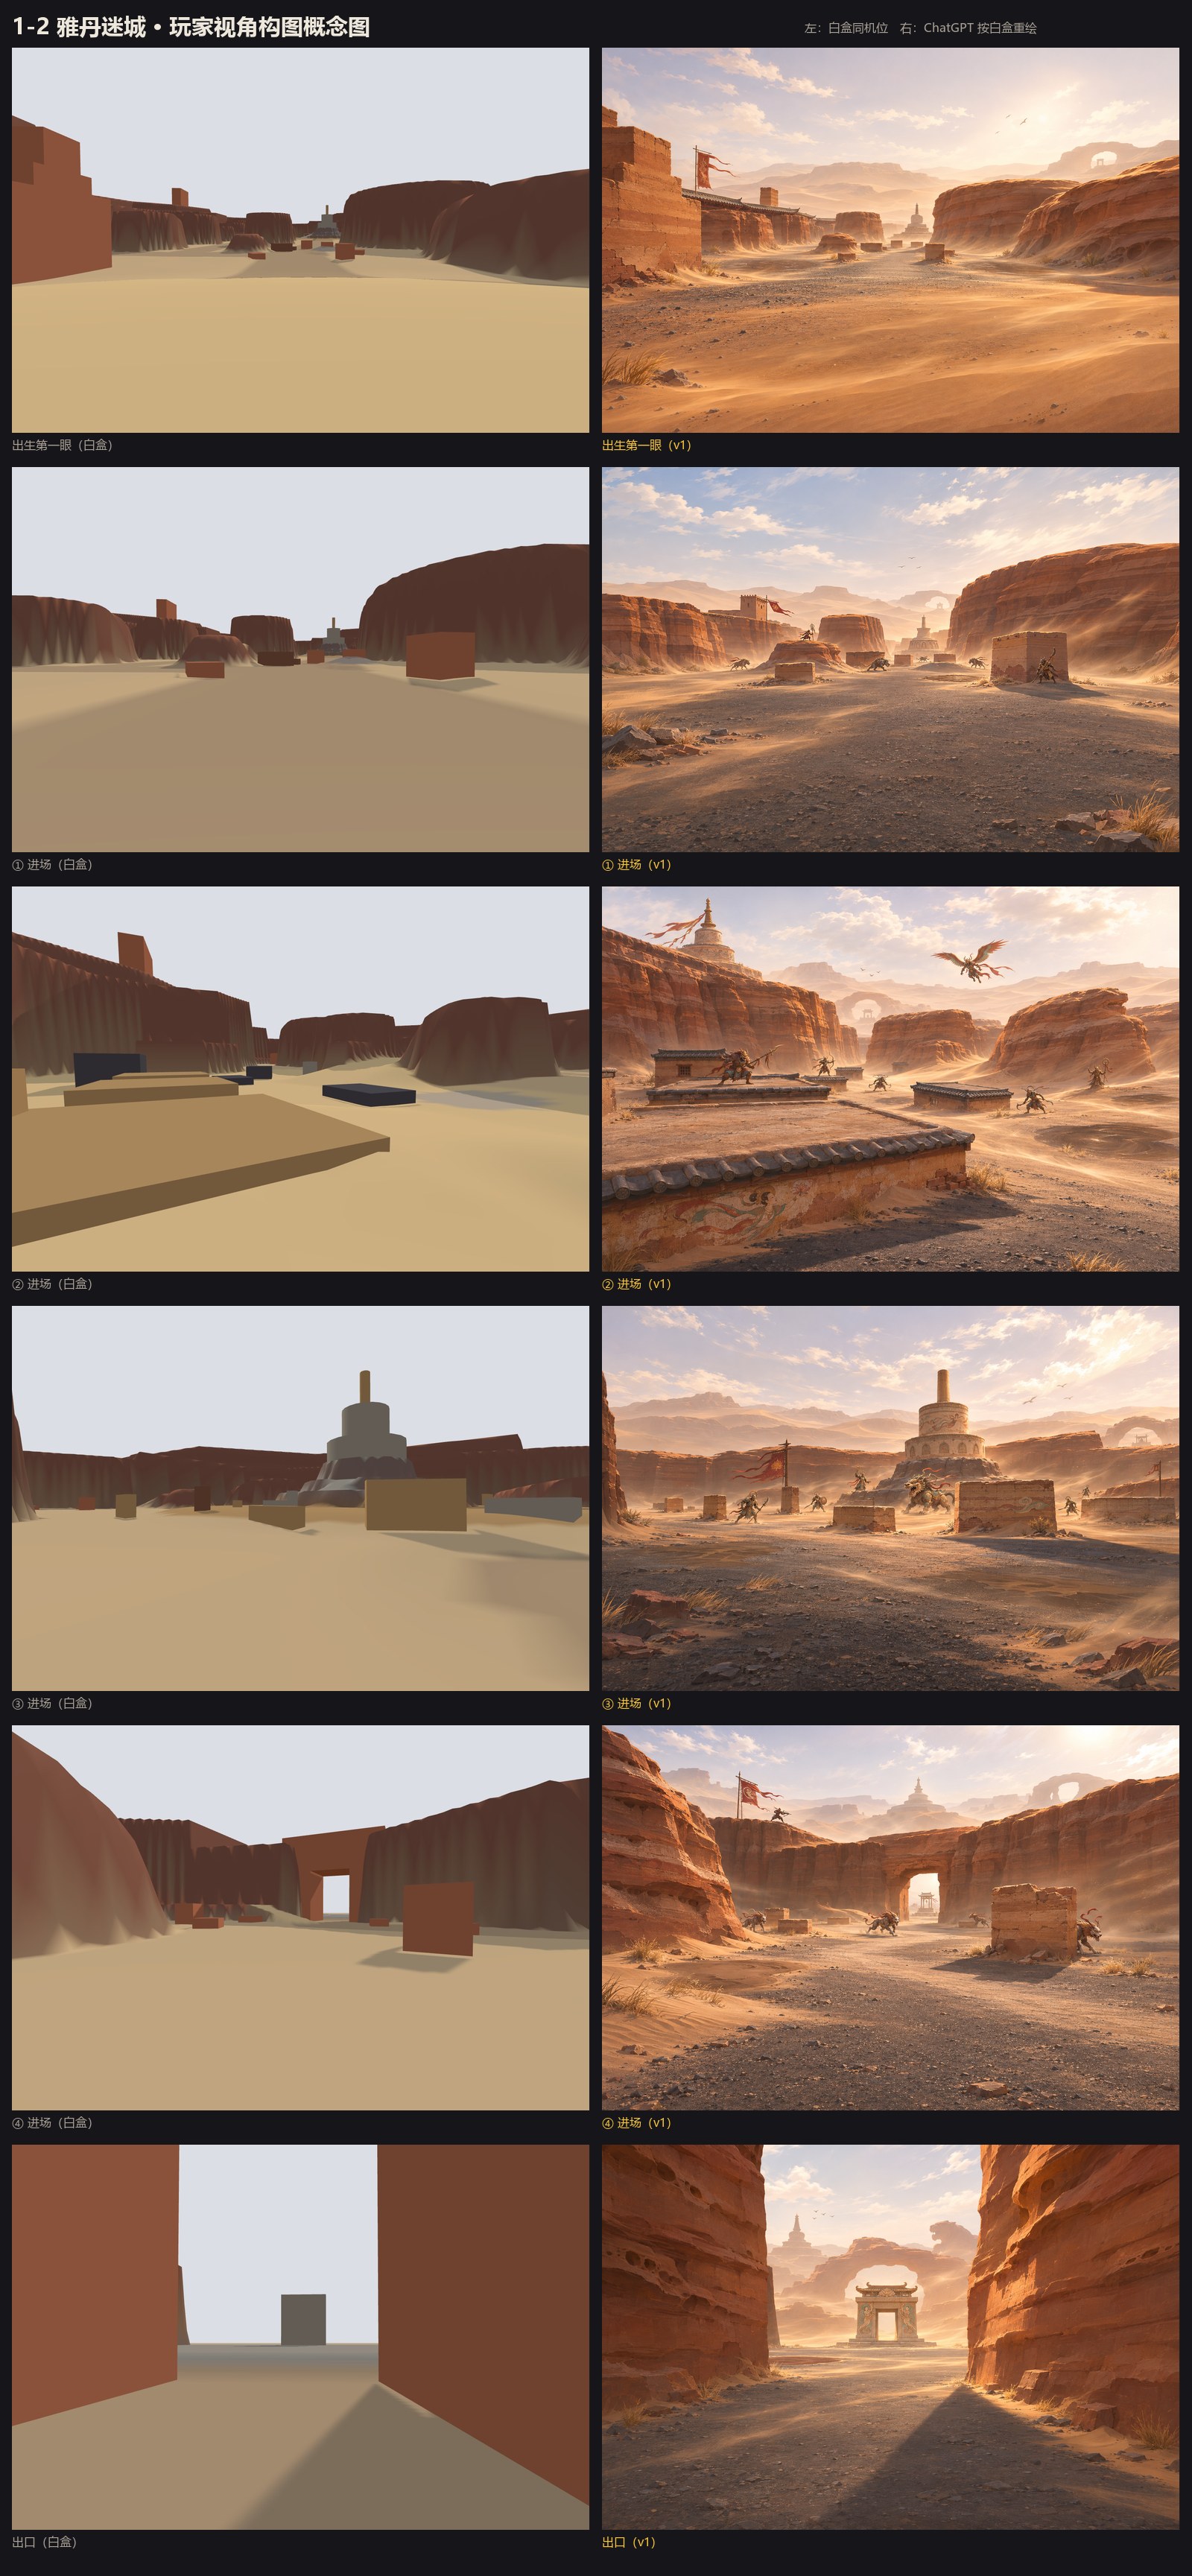 1-2 雅丹迷城 • 玩家视角构图概念图
左：白盒同机位 右：ChatGPT 按白盒重绘
出生第一眼（白盒）
出生第一眼（v1）
① 进场（白盒）
① 进场（v1）
② 进场（白盒）
② 进场（v1）
③ 进场（白盒）
③ 进场（v1）
④ 进场（白盒）
④ 进场（v1）
出口（白盒）
出口（v1）